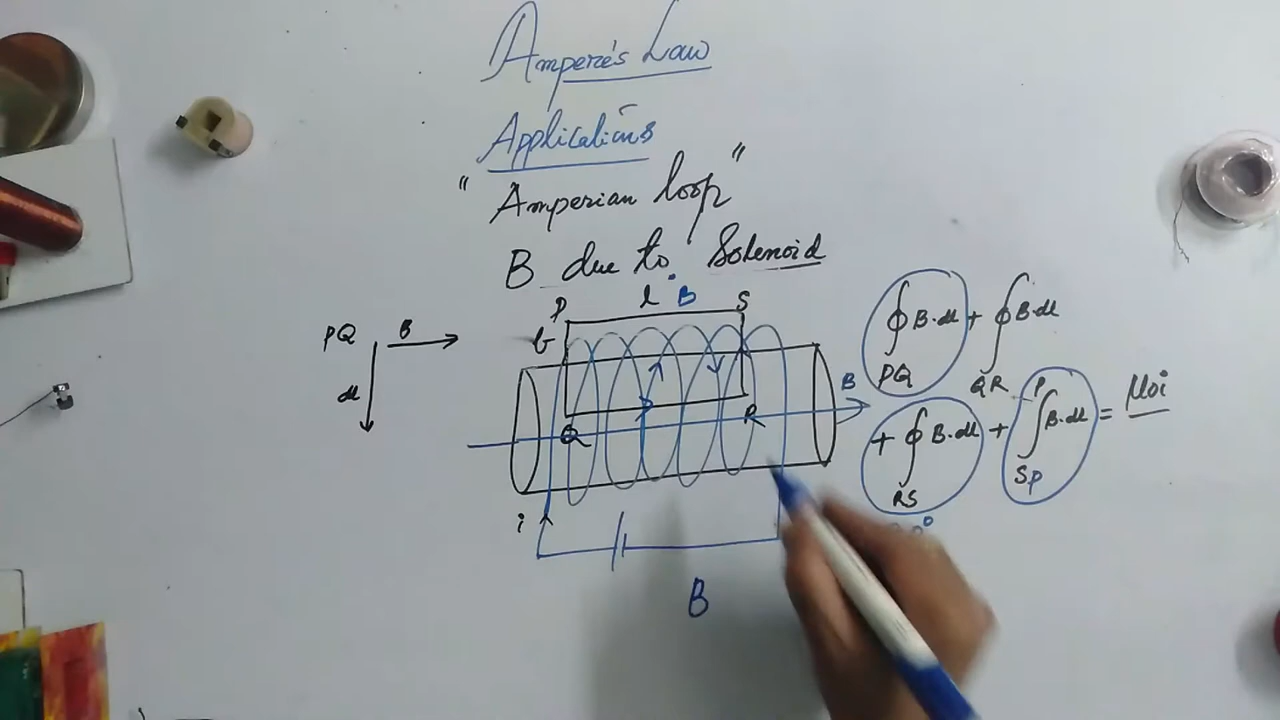 Ampere's Law
Applications
"Amperian loop"
B due to Solenoid
P l B S
b
PQ B
dl
Q R
B
i
B
∮ B·dl + ∮ B·dl
PQ QR
+ ∮ B·dl + ∫ B·dl = μ₀i
RS SP
P